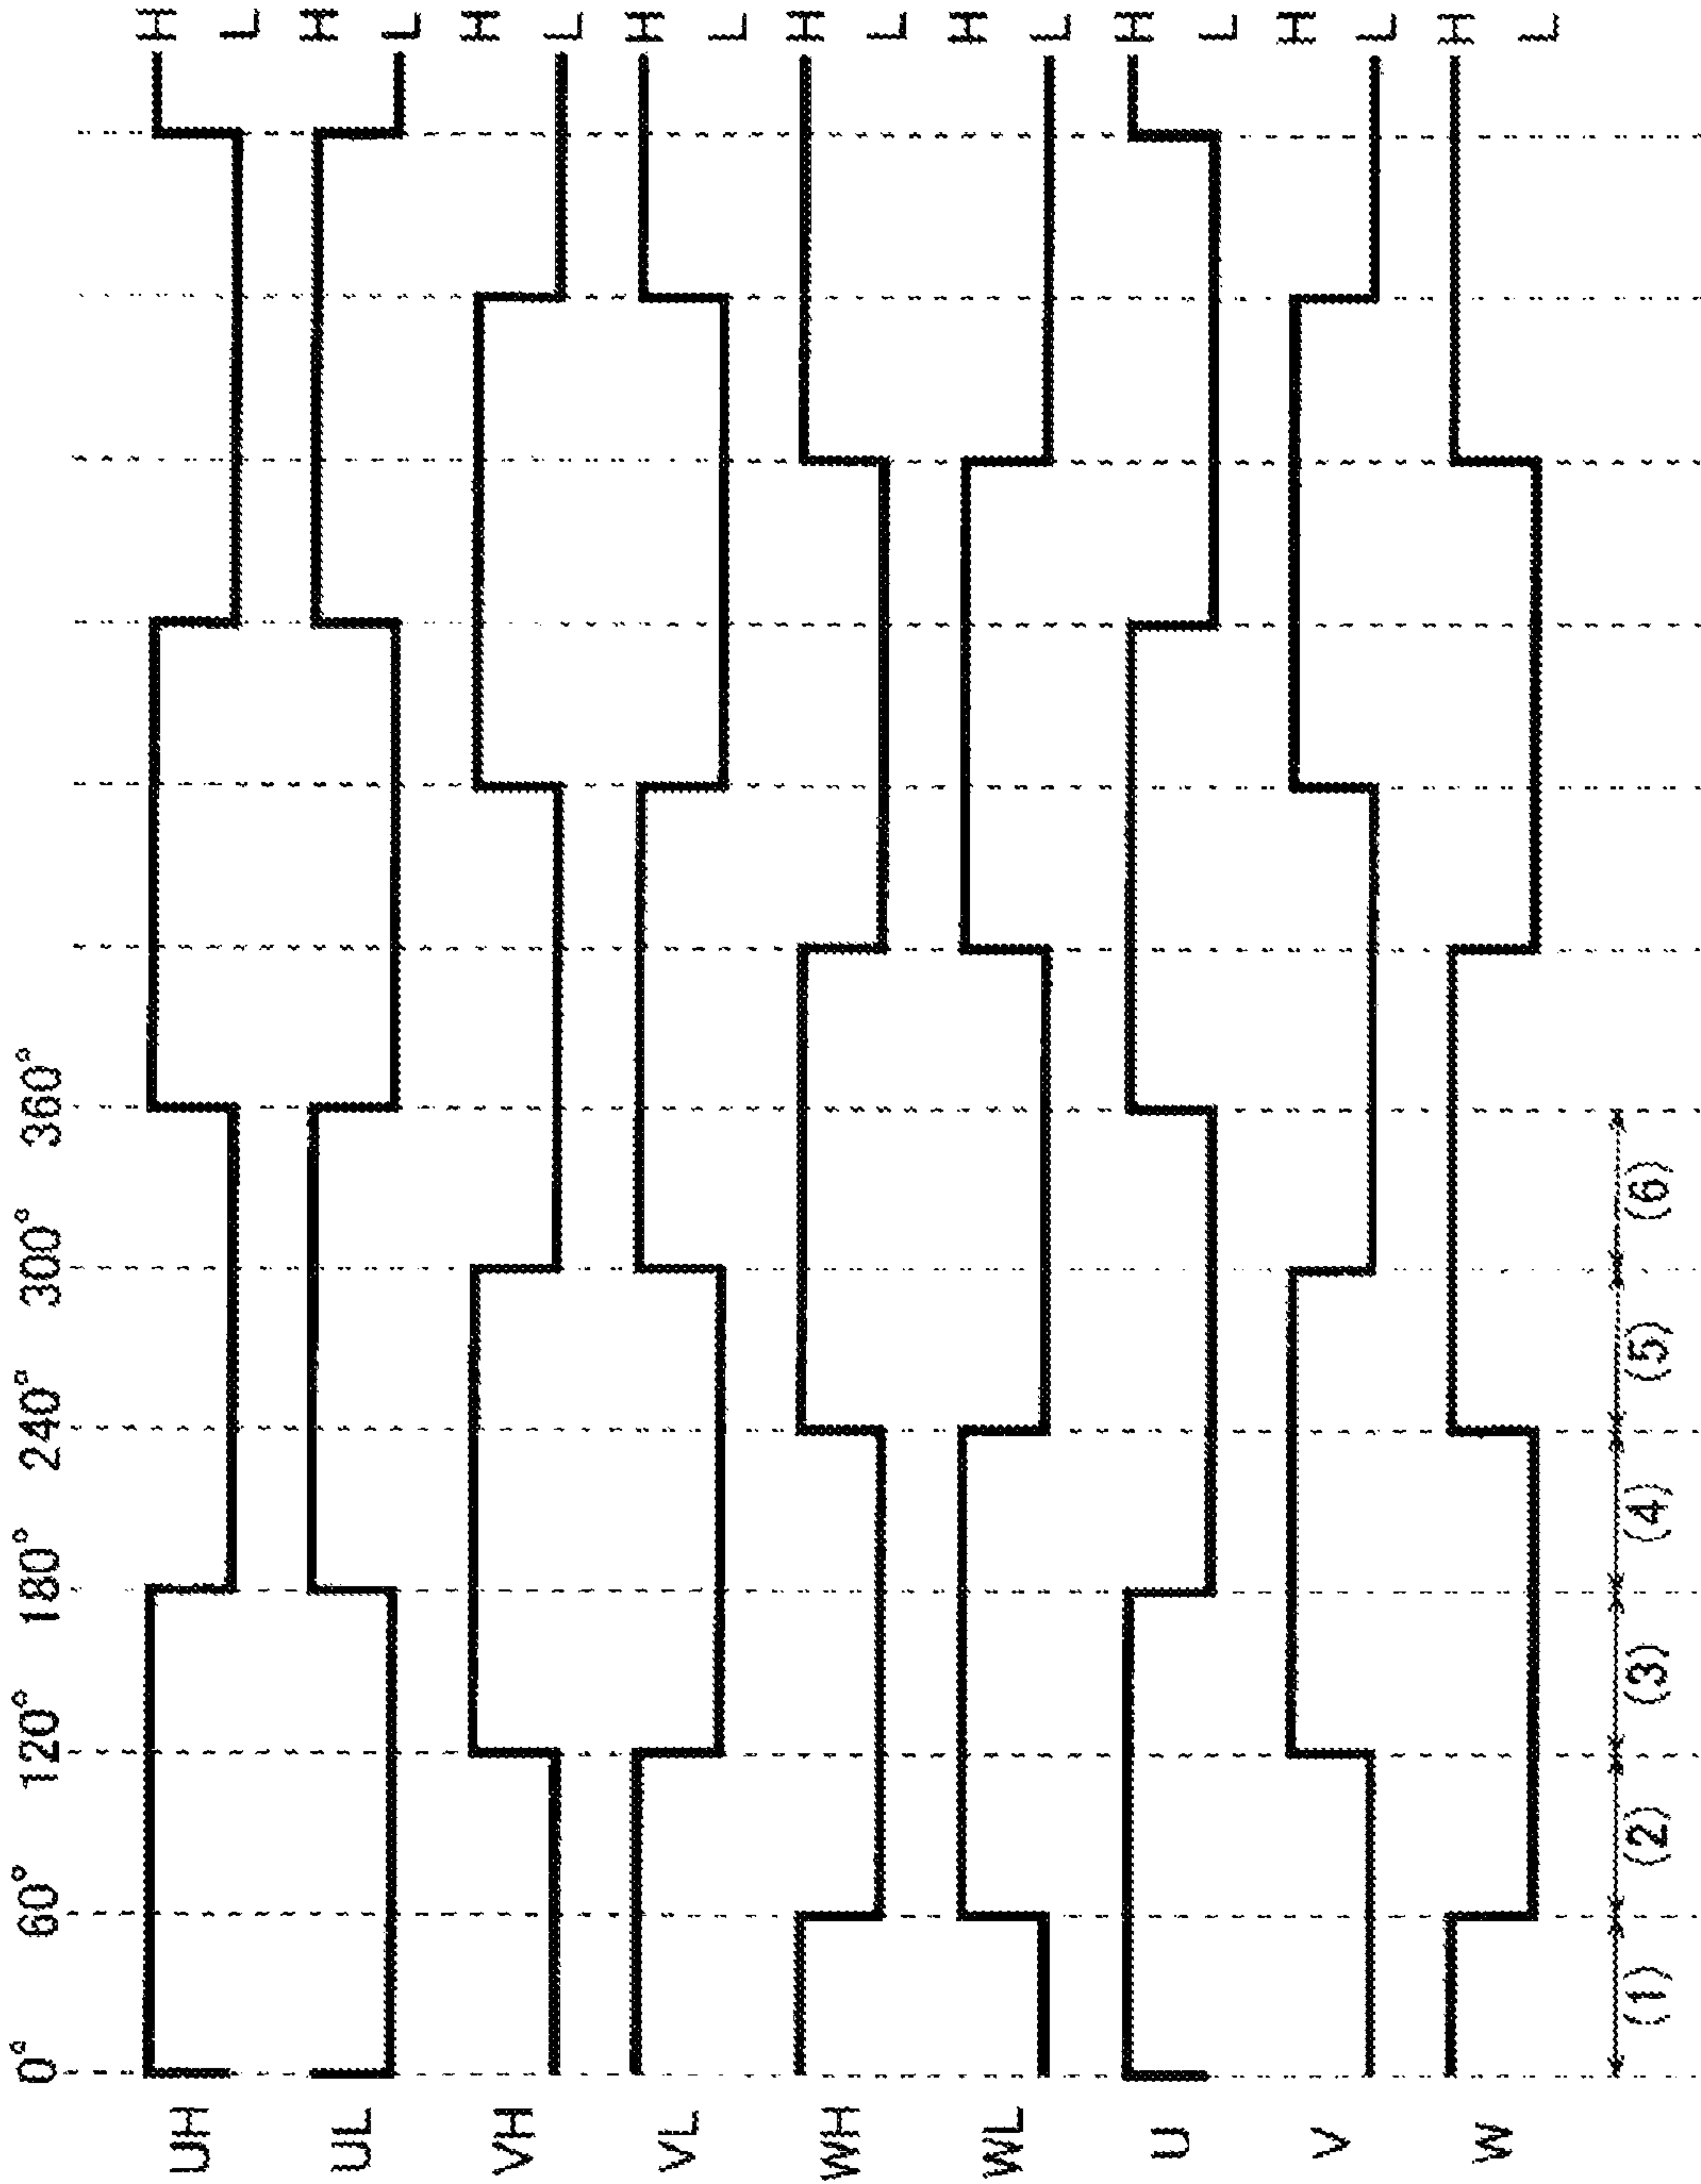 0° 60° 120° 180° 240° 300° 360°
UH H
L
UL H
L
VH H
L
VL H
L
WH H
L
WL H
L
U H
L
V H
L
W H
L
(1) (2) (3) (4) (5) (6)